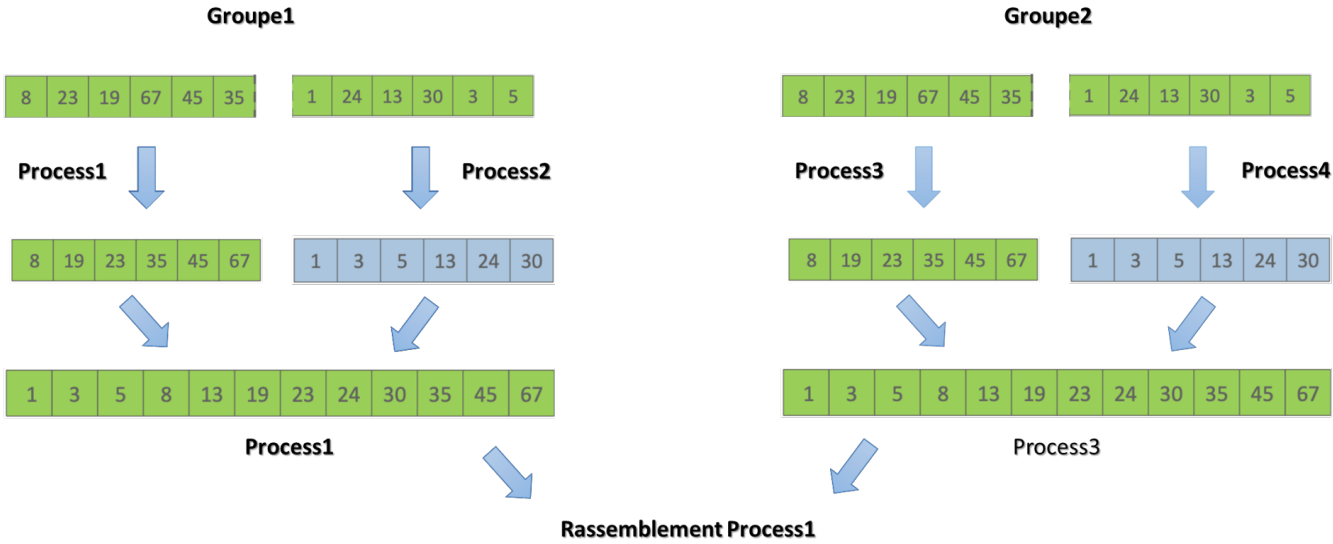 Groupe1 Groupe2
8 23 19 67 45 35 1 24 13 30 3 5 8 23 19 67 45 35 1 24 13 30 3 5
Process1 Process2 Process3 Process4
8 19 23 35 45 67 1 3 5 13 24 30 8 19 23 35 45 67 1 3 5 13 24 30
1 3 5 8 13 19 23 24 30 35 45 67 1 3 5 8 13 19 23 24 30 35 45 67
Process1 Process3
Rassemblement Process1